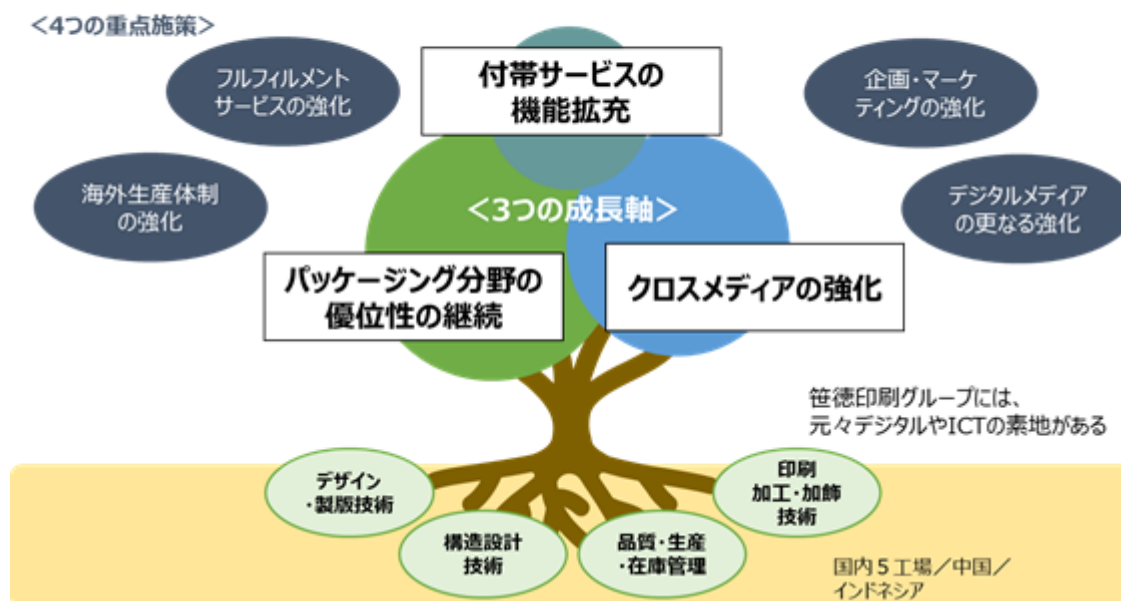 ＜4つの重点施策＞
フルフィルメント
サービスの強化
付帯サービスの
機能拡充
企画・マーケ
ティングの強化
海外生産体制
の強化
＜3つの成長軸＞
デジタルメディア
の更なる強化
パッケージング分野の
優位性の継続
クロスメディアの強化
笹徳印刷グループには、
元々デジタルやICTの素地がある
デザイン
・製版技術
構造設計
技術
品質・生産
・在庫管理
印刷
加工・加飾
技術
国内５工場／中国／
インドネシア